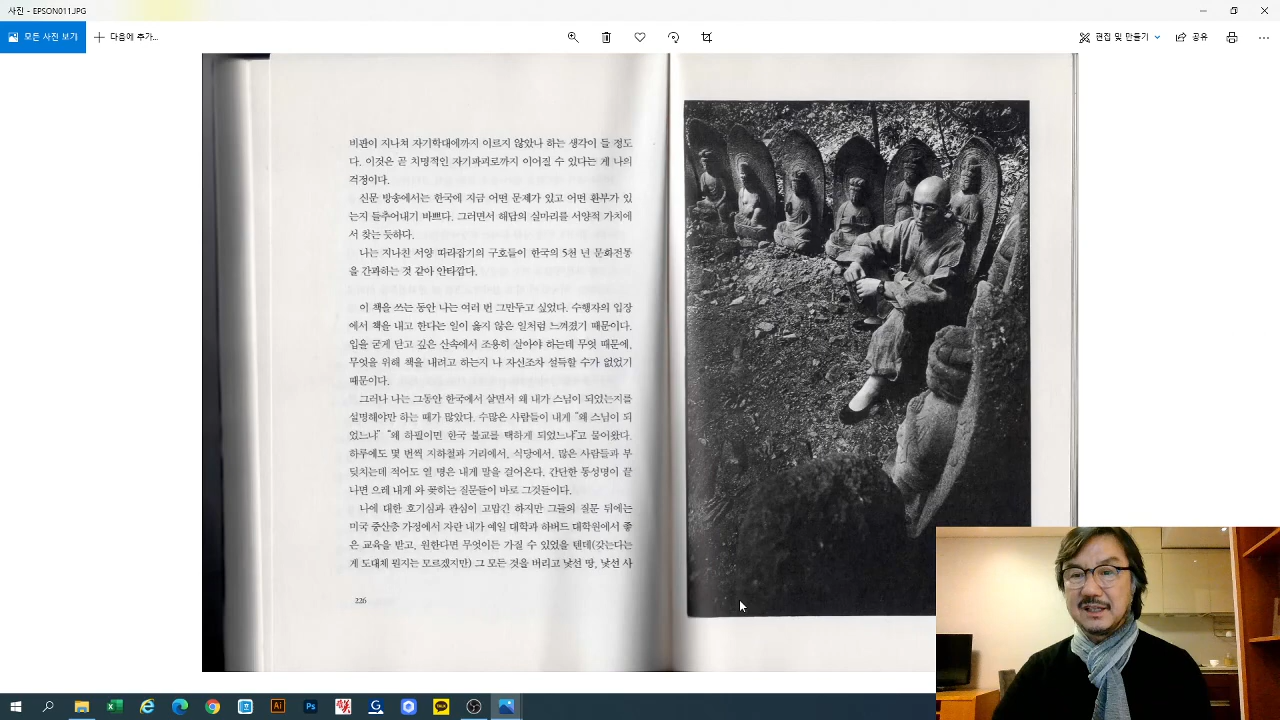 사진 - EPSON011.JPG
모든 사진 보기
다음에 추가...
편집 및 만들기
공유
비판이 지나쳐 자기학대에까지 이르지 않았나 하는 생각이 들 정도
다. 이것은 곧 치명적인 자기파괴로까지 이어질 수 있다는 게 나의
걱정이다.
신문 방송에서는 한국에 지금 어떤 문제가 있고 어떤 환부가 있
는지 들추어내기 바쁘다. 그러면서 해답의 실마리를 서양적 가치에
서 찾는 듯하다.
나는 지나친 서양 따라잡기의 구호들이 한국의 5천 년 문화전통
을 간과하는 것 같아 안타깝다.
이 책을 쓰는 동안 나는 여러 번 그만두고 싶었다. 수행자의 입장
에서 책을 내고 한다는 일이 옳지 않은 일처럼 느껴졌기 때문이다.
입을 굳게 닫고 깊은 산속에서 조용히 살아야 하는데 무엇 때문에,
무엇을 위해 책을 내려고 하는지 나 자신조차 설득할 수가 없었기
때문이다.
그러나 나는 그동안 한국에서 살면서 왜 내가 스님이 되었는지를
설명해야만 하는 때가 많았다. 수많은 사람들이 내게 "왜 스님이 되
었느냐" "왜 하필이면 한국 불교를 택하게 되었느냐"고 물어왔다.
하루에도 몇 번씩 지하철과 거리에서, 식당에서, 많은 사람들과 부
딪치는데 적어도 열 명은 내게 말을 걸어온다. 간단한 통성명이 끝
나면 으레 내게 와 꽂히는 질문들이 바로 그것들이다.
나에 대한 호기심과 관심이 고맙긴 하지만 그들의 질문 뒤에는
미국 중산층 가정에서 자란 내가 예일 대학과 하버드 대학원에서 좋
은 교육을 받고, 원한다면 무엇이든 가질 수 있었을 텐데(갖는다는
게 도대체 뭔지는 모르겠지만) 그 모든 것을 버리고 낯선 땅, 낯선 사
226